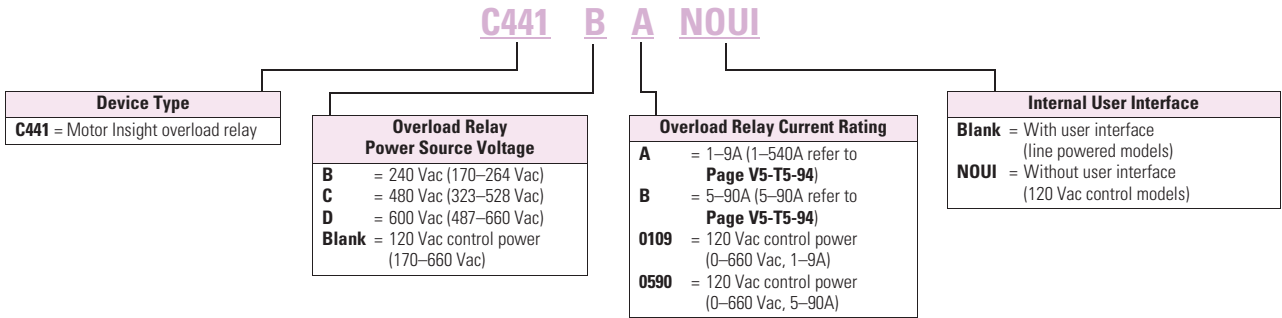 C441 B A NOUI
Device Type
C441 = Motor Insight overload relay
Overload Relay
Power Source Voltage
B = 240 Vac (170–264 Vac)
C = 480 Vac (323–528 Vac)
D = 600 Vac (487–660 Vac)
Blank = 120 Vac control power
(170–660 Vac)
Overload Relay Current Rating
A = 1–9A (1–540A refer to
Page V5-T5-94)
B = 5–90A (5–90A refer to
Page V5-T5-94)
0109 = 120 Vac control power
(0–660 Vac, 1–9A)
0590 = 120 Vac control power
(0–660 Vac, 5–90A)
Internal User Interface
Blank = With user interface
(line powered models)
NOUI = Without user interface
(120 Vac control models)